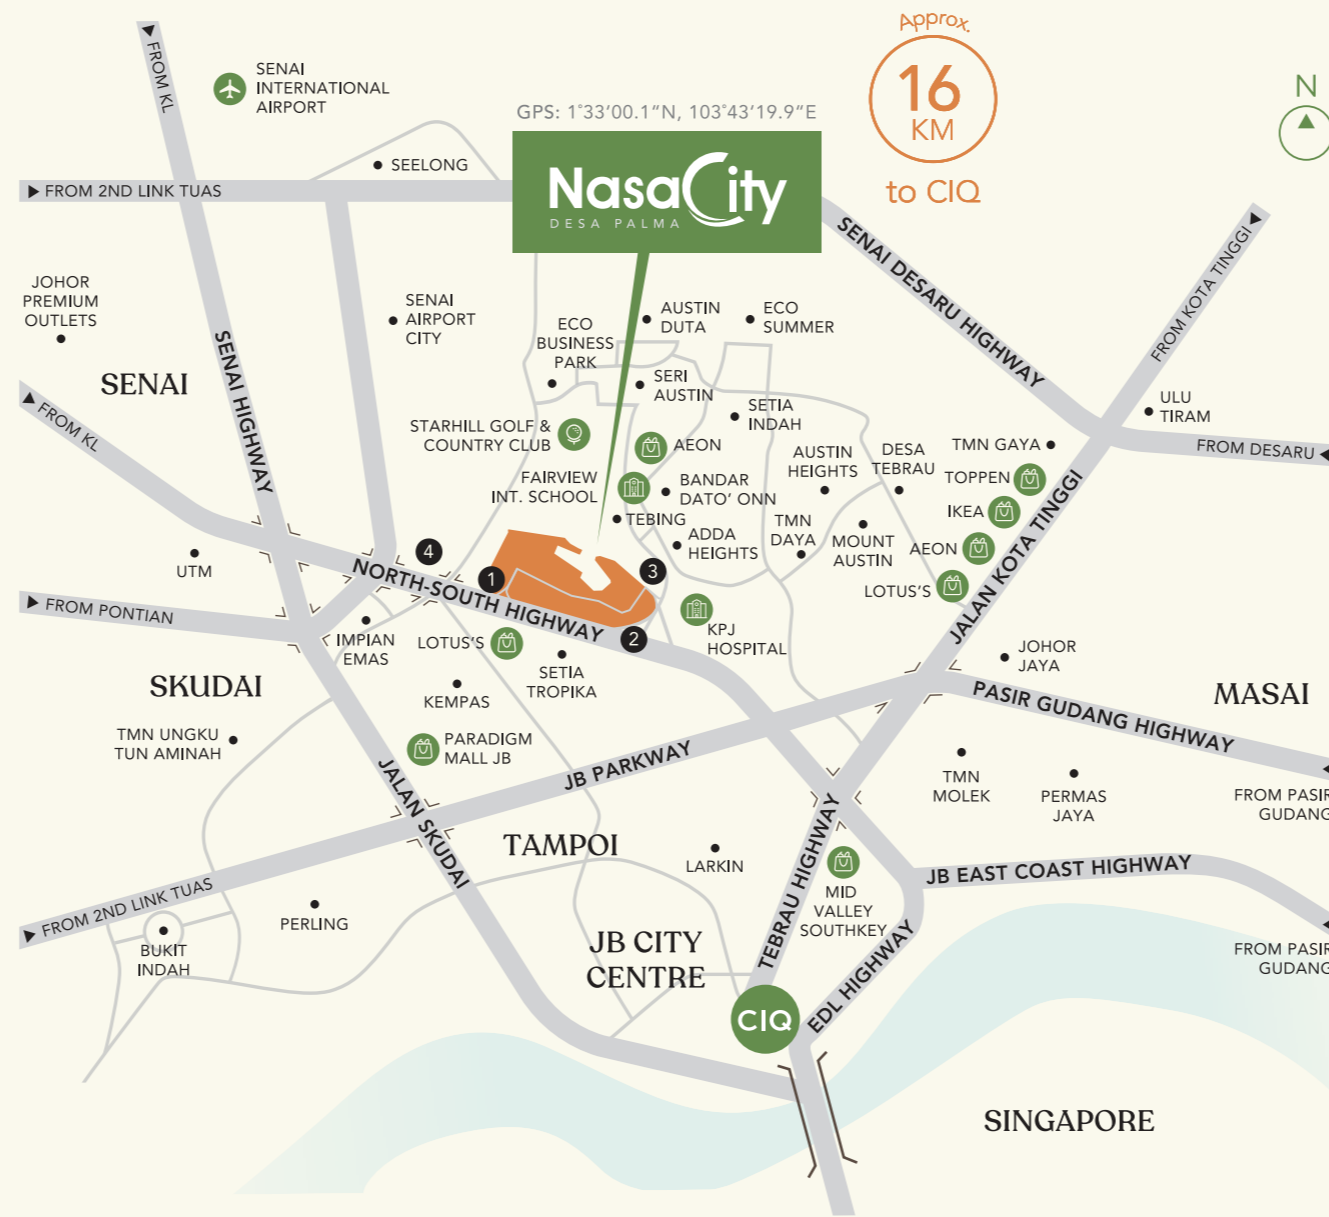 Approx.
16
KM
to CIQ
N
FROM KL
SENAI
INTERNATIONAL
AIRPORT
GPS: 1°33'00.1"N, 103°43'19.9"E
NasaCity
DESA PALMA
SEELONG
FROM 2ND LINK TUAS
SENAI DESARU HIGHWAY
FROM KOTA TINGGI
JOHOR
PREMIUM
OUTLETS
SENAI
AIRPORT
CITY
AUSTIN
DUTA
ECO
SUMMER
ECO
BUSINESS
PARK
SENAI
SENAI HIGHWAY
FROM KL
SERI
AUSTIN
SETIA
INDAH
ULU
TIRAM
STARHILL GOLF &
COUNTRY CLUB
AEON
AUSTIN
HEIGHTS
DESA
TEBRAU
TMN GAYA
FROM DESARU
FAIRVIEW
INT. SCHOOL
BANDAR
DATO' ONN
TOPPEN
IKEA
TEBING
ADDA
HEIGHTS
TMN
DAYA
MOUNT
AUSTIN
AEON
LOTUS'S
JALAN KOTA TINGGI
UTM
4
1
3
2
NORTH-SOUTH HIGHWAY
FROM PONTIAN
IMPIAN
EMAS
LOTUS'S
KPJ
HOSPITAL
SETIA
TROPIKA
JOHOR
JAYA
SKUDAI
KEMPAS
PASIR GUDANG HIGHWAY
MASAI
TMN UNGKU
TUN AMINAH
PARADIGM
MALL JB
JB PARKWAY
JALAN SKUDAI
TMN
MOLEK
PERMAS
JAYA
FROM PASIR
GUDANG
TAMPOI
LARKIN
TEBRAU HIGHWAY
MID
VALLEY
SOUTHKEY
JB EAST COAST HIGHWAY
FROM 2ND LINK TUAS
PERLING
BUKIT
INDAH
JB CITY
CENTRE
EDL HIGHWAY
FROM PASIR
GUDANG
CIQ
SINGAPORE